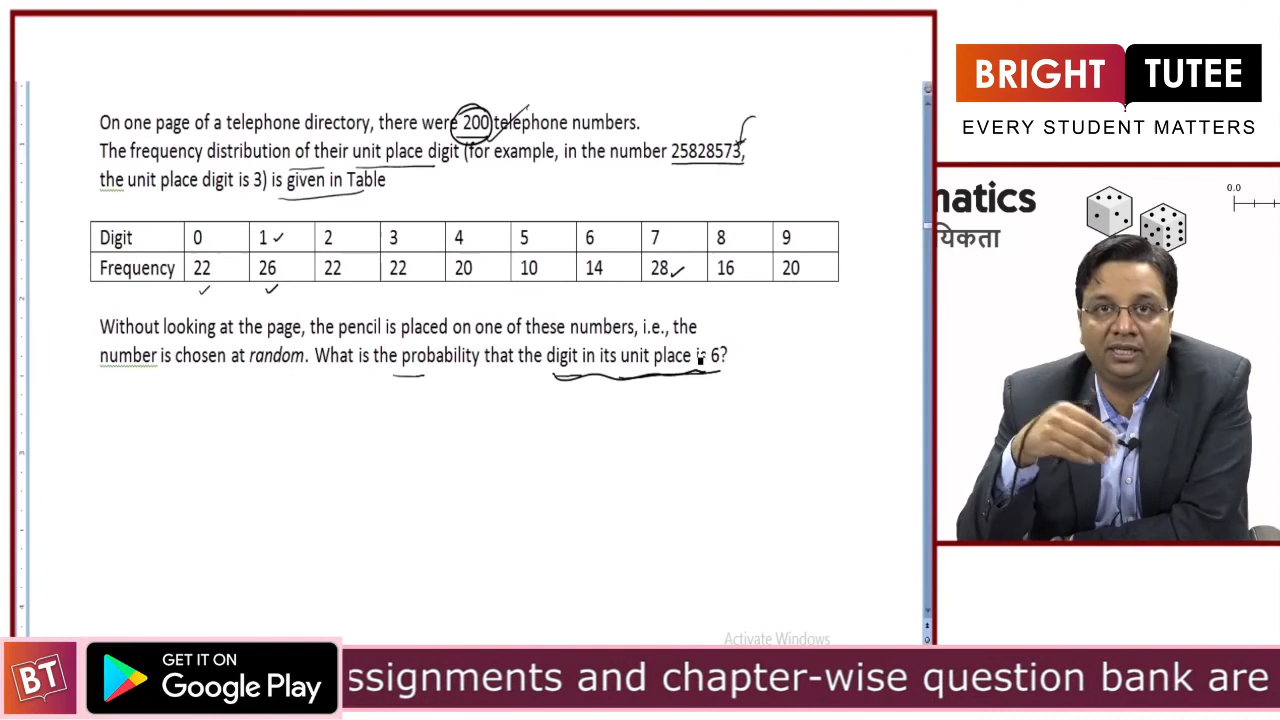 On one page of a telephone directory, there were 200 telephone numbers.
The frequency distribution of their unit place digit (for example, in the number 25828573,
the unit place digit is 3) is given in Table
Digit 0 1 2 3 4 5 6 7 8 9
Frequency 22 26 22 22 20 10 14 28 16 20
Without looking at the page, the pencil is placed on one of these numbers, i.e., the
number is chosen at random. What is the probability that the digit in its unit place is 6?
BRIGHT TUTEE
EVERY STUDENT MATTERS
natics
यिकता
0.0
Activate Windows
BT
GET IT ON
Google Play
ssignments and chapter-wise question bank are